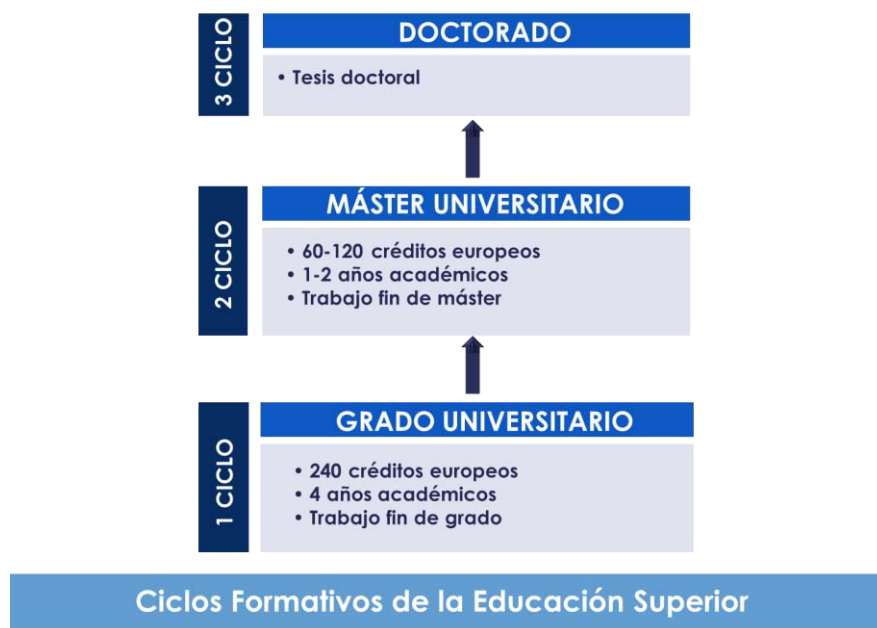 3 CICLO
DOCTORADO
• Tesis doctoral
2 CICLO
MÁSTER UNIVERSITARIO
• 60-120 créditos europeos
• 1-2 años académicos
• Trabajo fin de máster
1 CICLO
GRADO UNIVERSITARIO
• 240 créditos europeos
• 4 años académicos
• Trabajo fin de grado
Ciclos Formativos de la Educación Superior